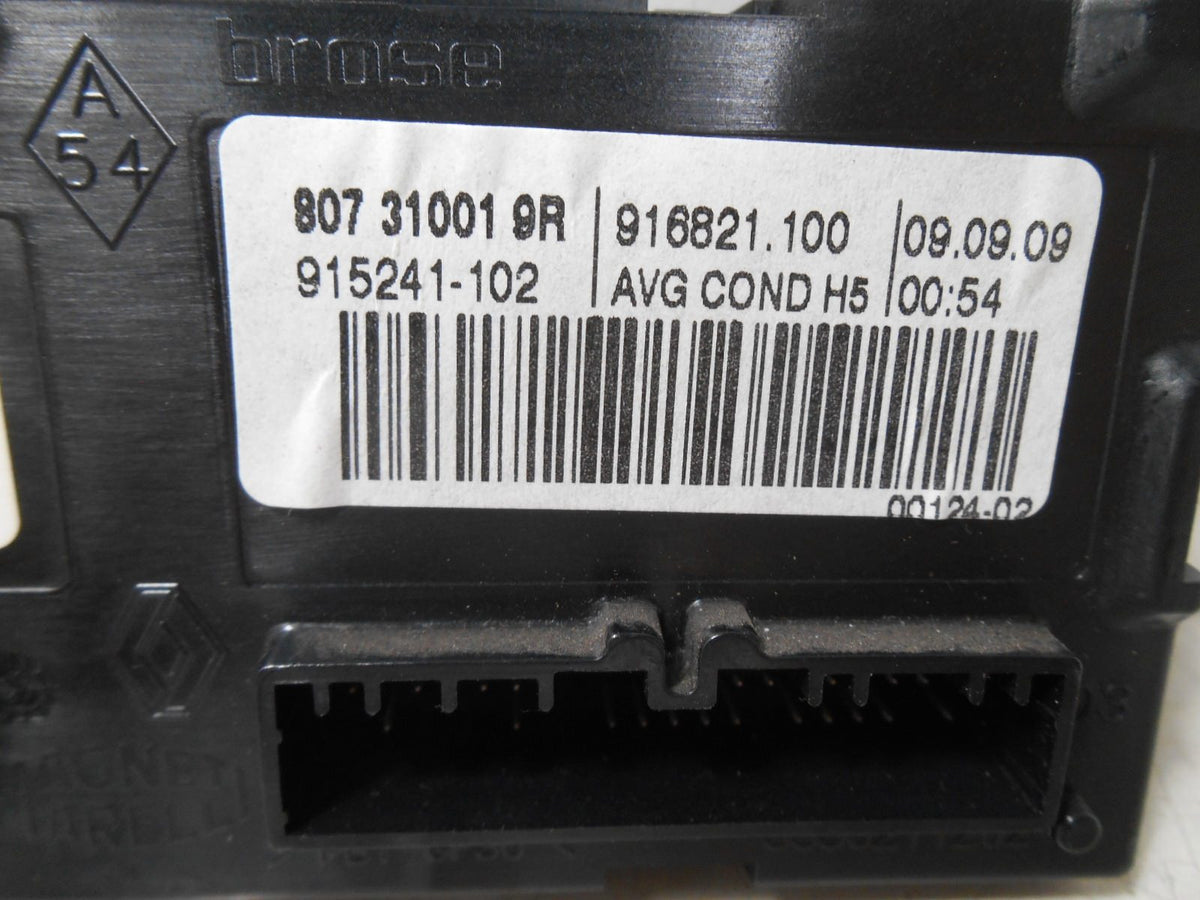 brose
A
54
807 31001 9R 916821.100 09.09.09
915241-102 AVG COND H5 00:54
00124-02